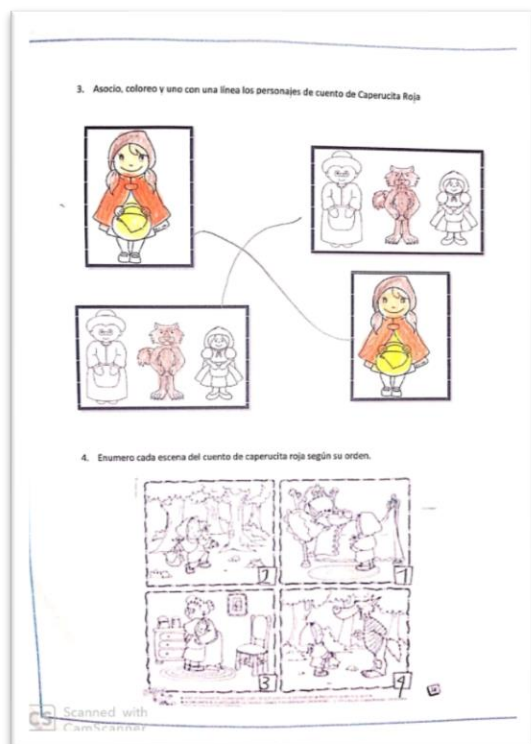 3. Asocio, coloreo y uno con una línea los personajes de cuento de Caperucita Roja
4. Enumero cada escena del cuento de caperucita roja según su orden.
1
3
4
CS Scanned with
CamScanner